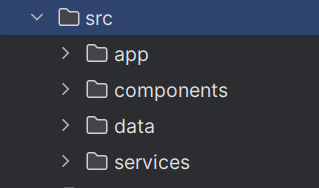 src
app
components
data
services